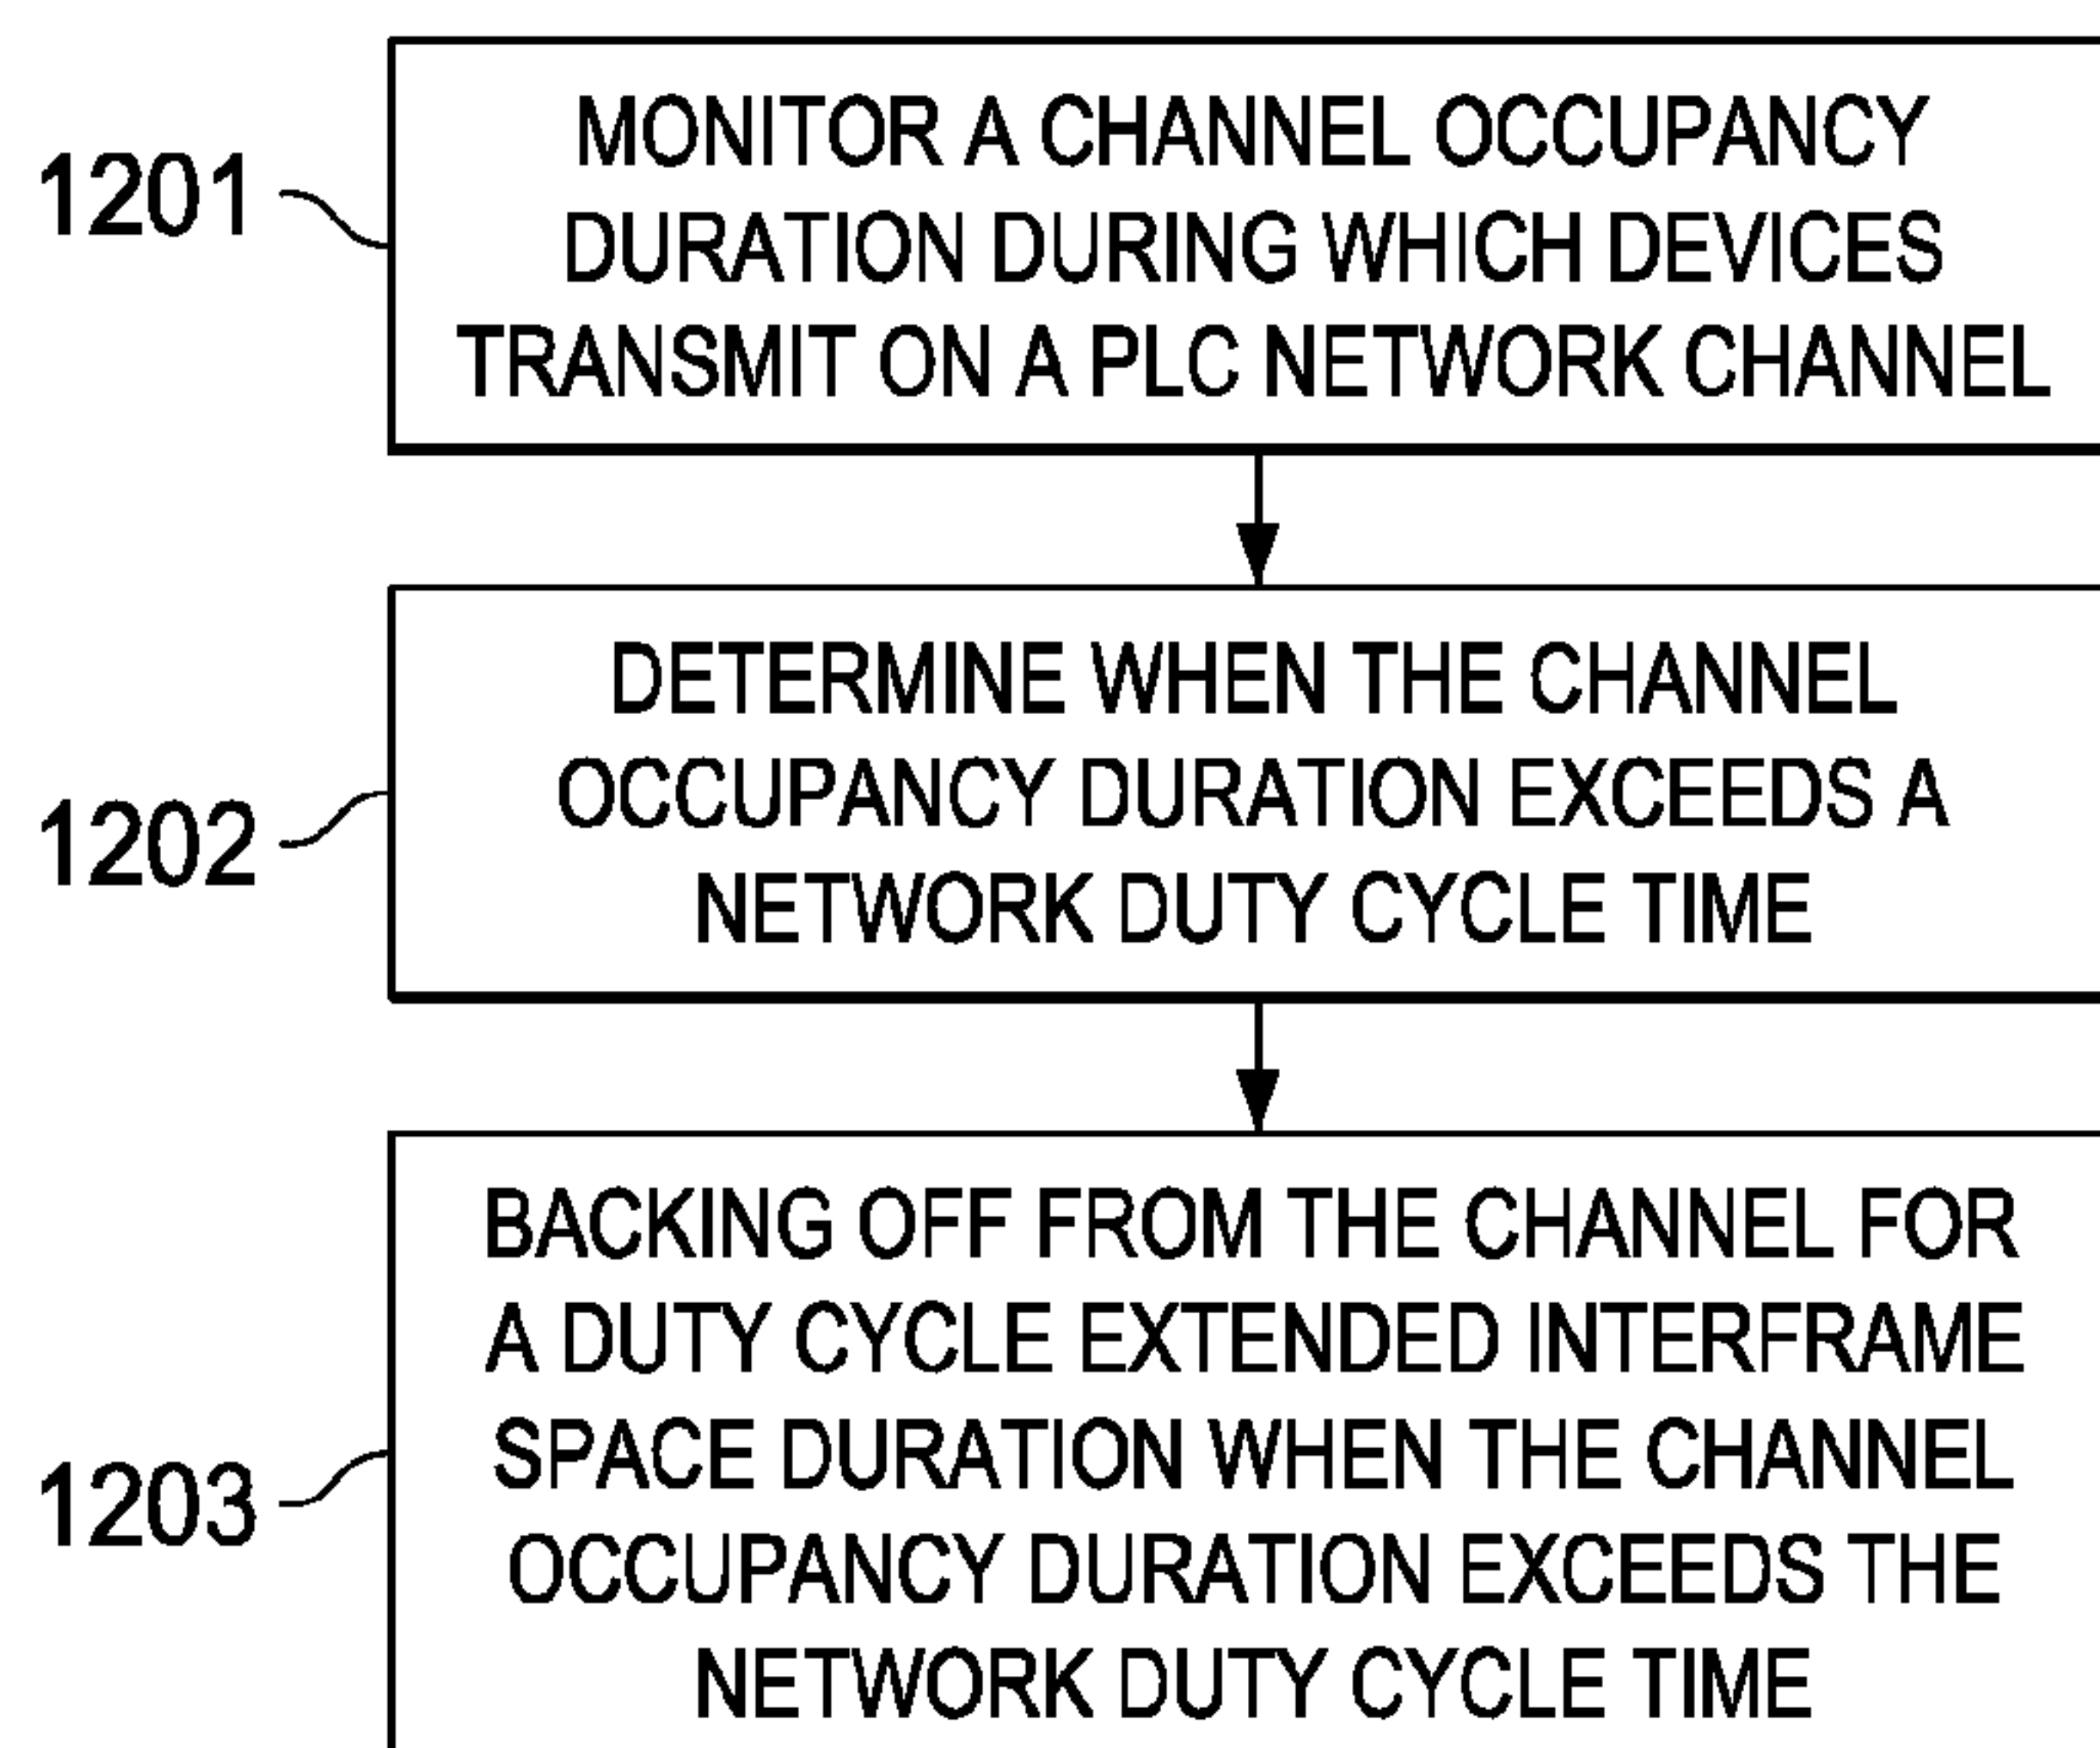 1201
MONITOR A CHANNEL OCCUPANCY
DURATION DURING WHICH DEVICES
TRANSMIT ON A PLC NETWORK CHANNEL
1202
DETERMINE WHEN THE CHANNEL
OCCUPANCY DURATION EXCEEDS A
NETWORK DUTY CYCLE TIME
1203
BACKING OFF FROM THE CHANNEL FOR
A DUTY CYCLE EXTENDED INTERFRAME
SPACE DURATION WHEN THE CHANNEL
OCCUPANCY DURATION EXCEEDS THE
NETWORK DUTY CYCLE TIME